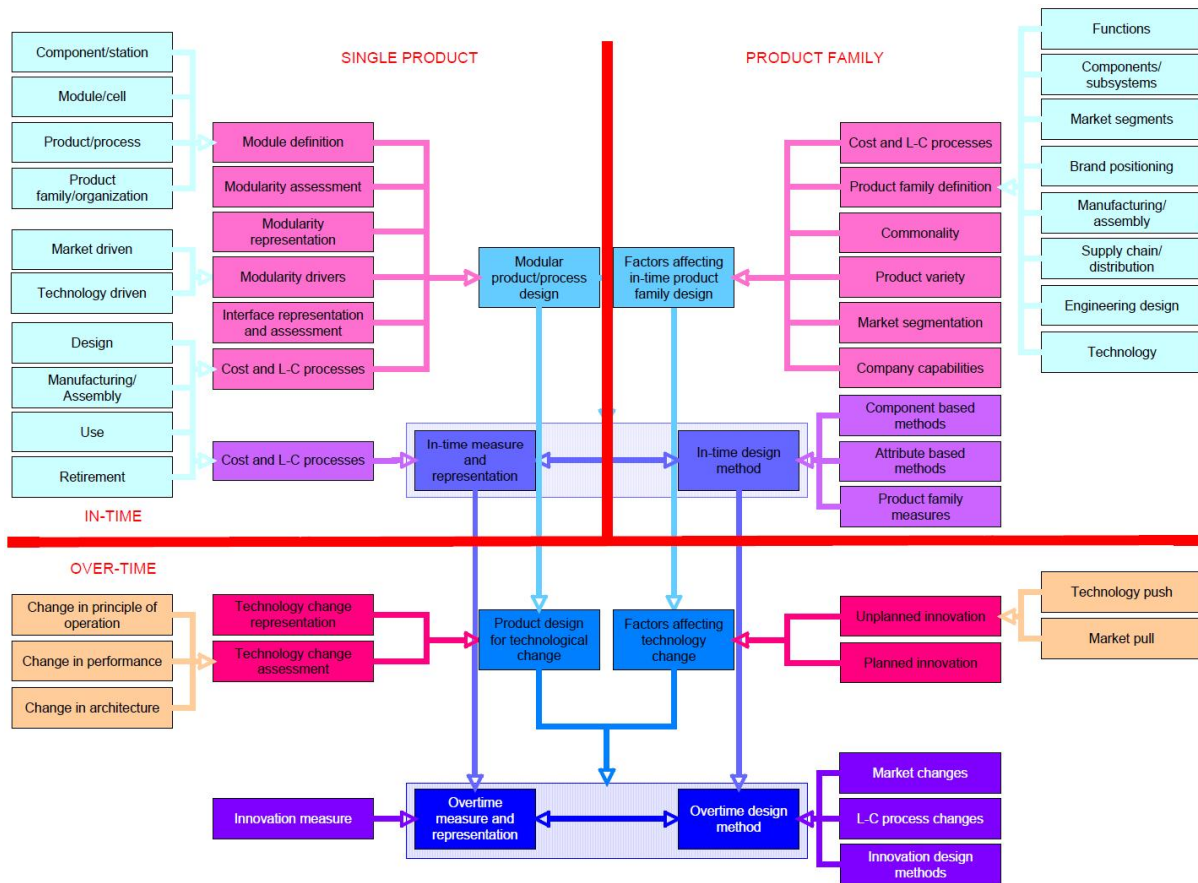 SINGLE PRODUCT
PRODUCT FAMILY
Component/station
Module/cell
Product/process
Product
family/organization
Market driven
Technology driven
Design
Manufacturing/
Assembly
Use
Retirement
IN-TIME
Module definition
Modularity assessment
Modularity
representation
Modularity drivers
Interface representation
and assessment
Cost and L-C processes
Cost and L-C processes
Modular
product/process
design
Factors affecting
in-time product
family design
In-time measure
and
representation
In-time design
method
Cost and L-C processes
Product family definition
Commonality
Product variety
Market segmentation
Company capabilities
Component based
methods
Attribute based
methods
Product family
measures
Functions
Components/
subsystems
Market segments
Brand positioning
Manufacturing/
assembly
Supply chain/
distribution
Engineering design
Technology
OVER-TIME
Change in principle of
operation
Change in performance
Change in architecture
Technology change
representation
Technology change
assessment
Product design
for technological
change
Factors affecting
technology
change
Unplanned innovation
Planned innovation
Technology push
Market pull
Innovation measure
Overtime
measure and
representation
Overtime design
method
Market changes
L-C process changes
Innovation design
methods